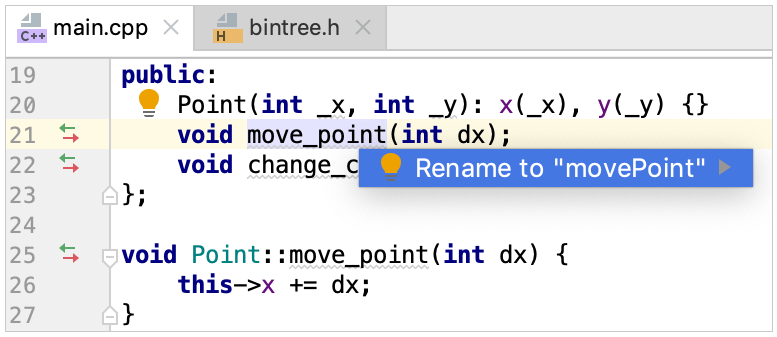 main.cpp bintree.h
C++ H
19 public:
20 Point(int _x, int _y): x(_x), y(_y) {}
21 void move_point(int dx);
22 void change_c
Rename to "movePoint"
23 };
24
25 void Point::move_point(int dx) {
26 this->x += dx;
27 }